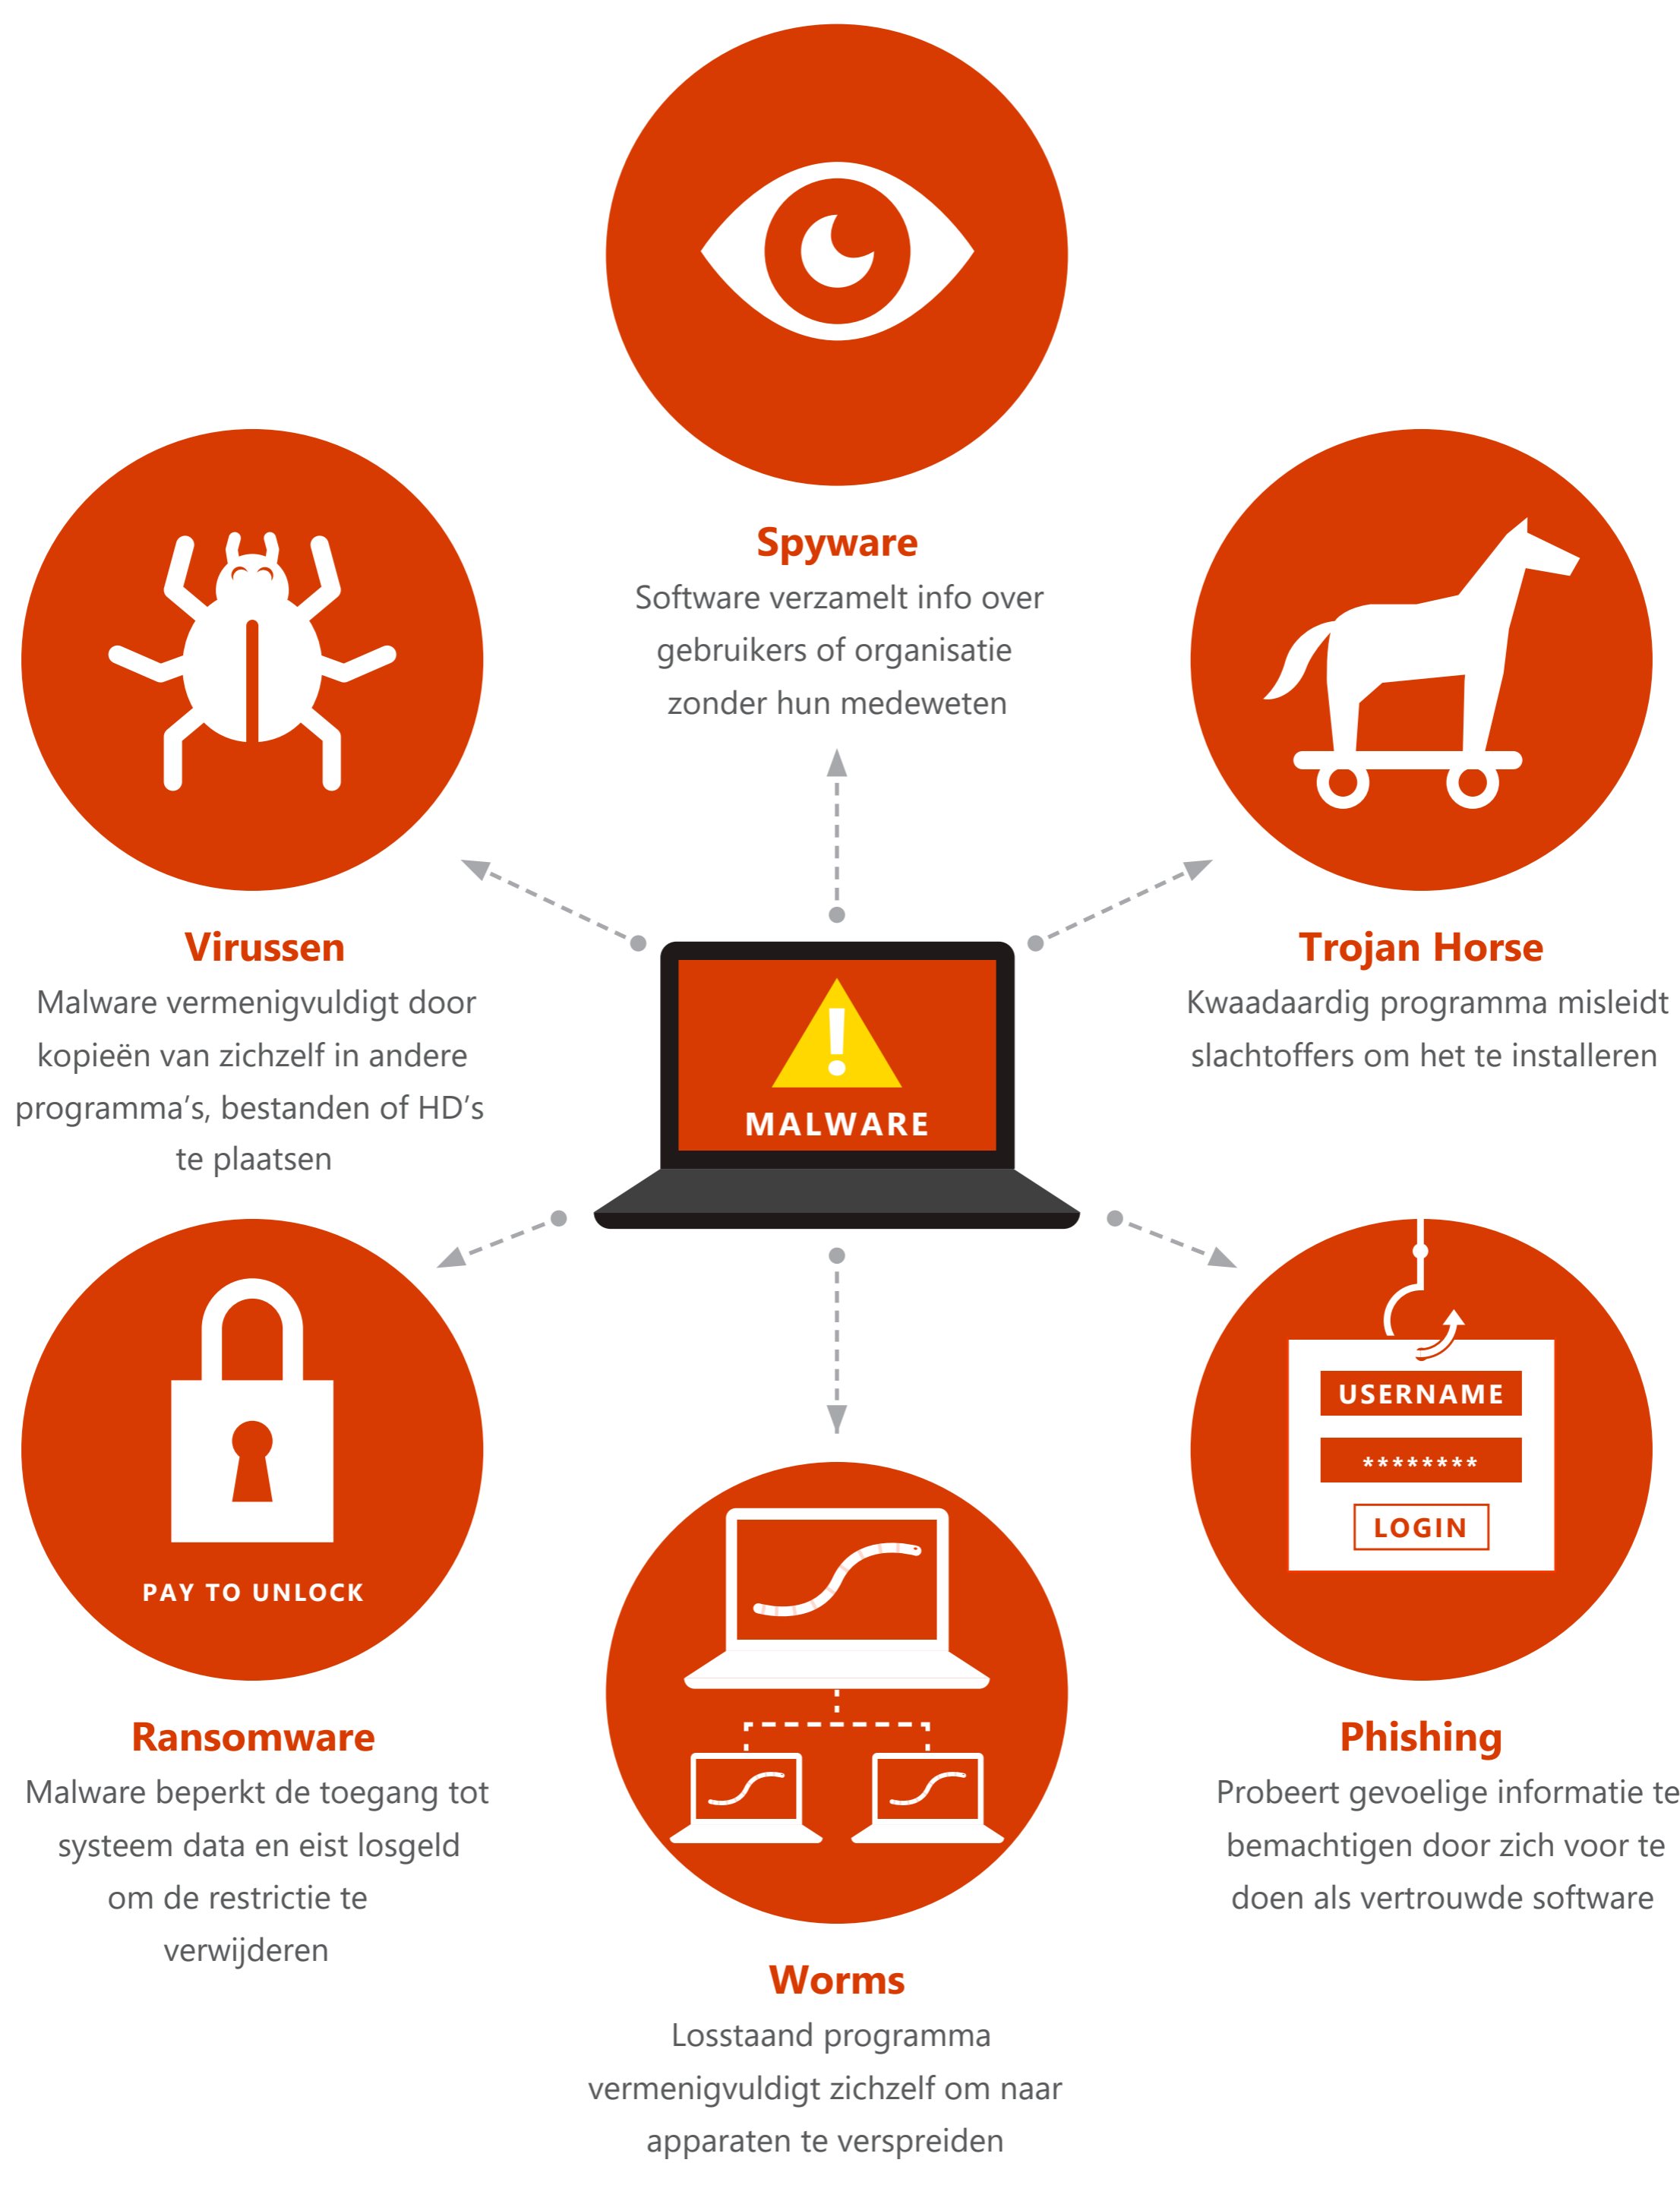 Spyware
Software verzamelt info over
gebruikers of organisatie
zonder hun medeweten
Virussen
Malware vermenigvuldigt door
kopieën van zichzelf in andere
programma's, bestanden of HD's
te plaatsen
Trojan Horse
Kwaadaardig programma misleidt
slachtoffers om het te installeren
MALWARE
PAY TO UNLOCK
Ransomware
Malware beperkt de toegang tot
systeem data en eist losgeld
om de restrictie te
verwijderen
USERNAME
********
LOGIN
Phishing
Probeert gevoelige informatie te
bemachtigen door zich voor te
doen als vertrouwde software
Worms
Losstaand programma
vermenigvuldigt zichzelf om naar
apparaten te verspreiden